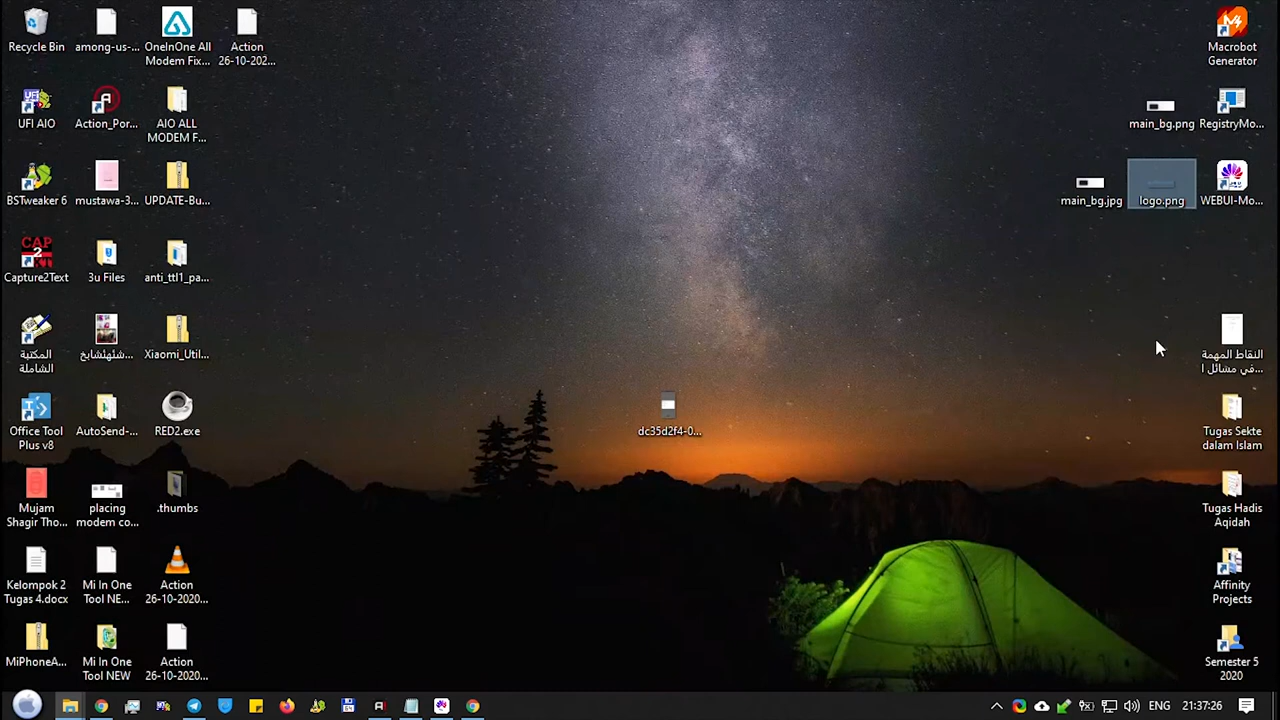 Recycle Bin
among-us-...
OneInOne All
Modem Fix...
Action
26-10-202...
UFI AIO
Action_Por...
AIO ALL
MODEM F...
BSTweaker 6
mustawa-3...
UPDATE-Bu...
CAP
2
Capture2Text
3u Files
anti_ttl1_pa...
المكتبة
الشاملة
Xiaomi_Util...
Office Tool
Plus v8
AutoSend-...
RED2.exe
Mujam
Shagir Tho...
placing
modem co...
.thumbs
Kelompok 2
Tugas 4.docx
Mi In One
Tool NE...
Action
26-10-2020...
MiPhoneA...
Mi In One
Tool NEW
Action
26-10-2020...
dc35d2f4-0...
Macrobot
Generator
main_bg.png
RegistryMo...
main_bg.jpg
logo.png
WEBUI-Mo...
النقاط المهمة
في مسائل ا...
Tugas Sekte
dalam Islam
Tugas Hadis
Aqidah
Affinity
Projects
Semester 5
2020
ENG
21:37:26